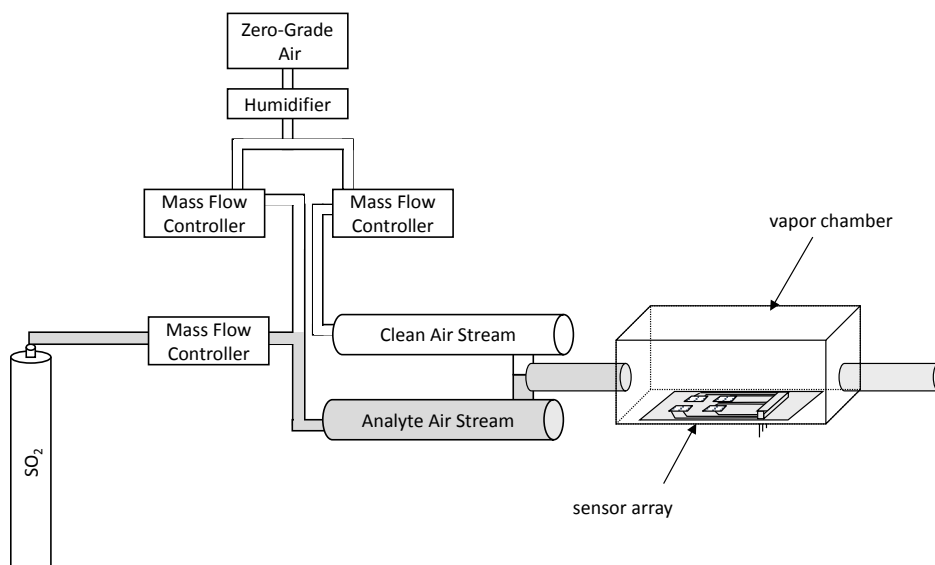 Zero-Grade
Air
Humidifier
Mass Flow
Controller
Mass Flow
Controller
vapor chamber
Mass Flow
Controller
Clean Air Stream
Analyte Air Stream
SO₂
sensor array